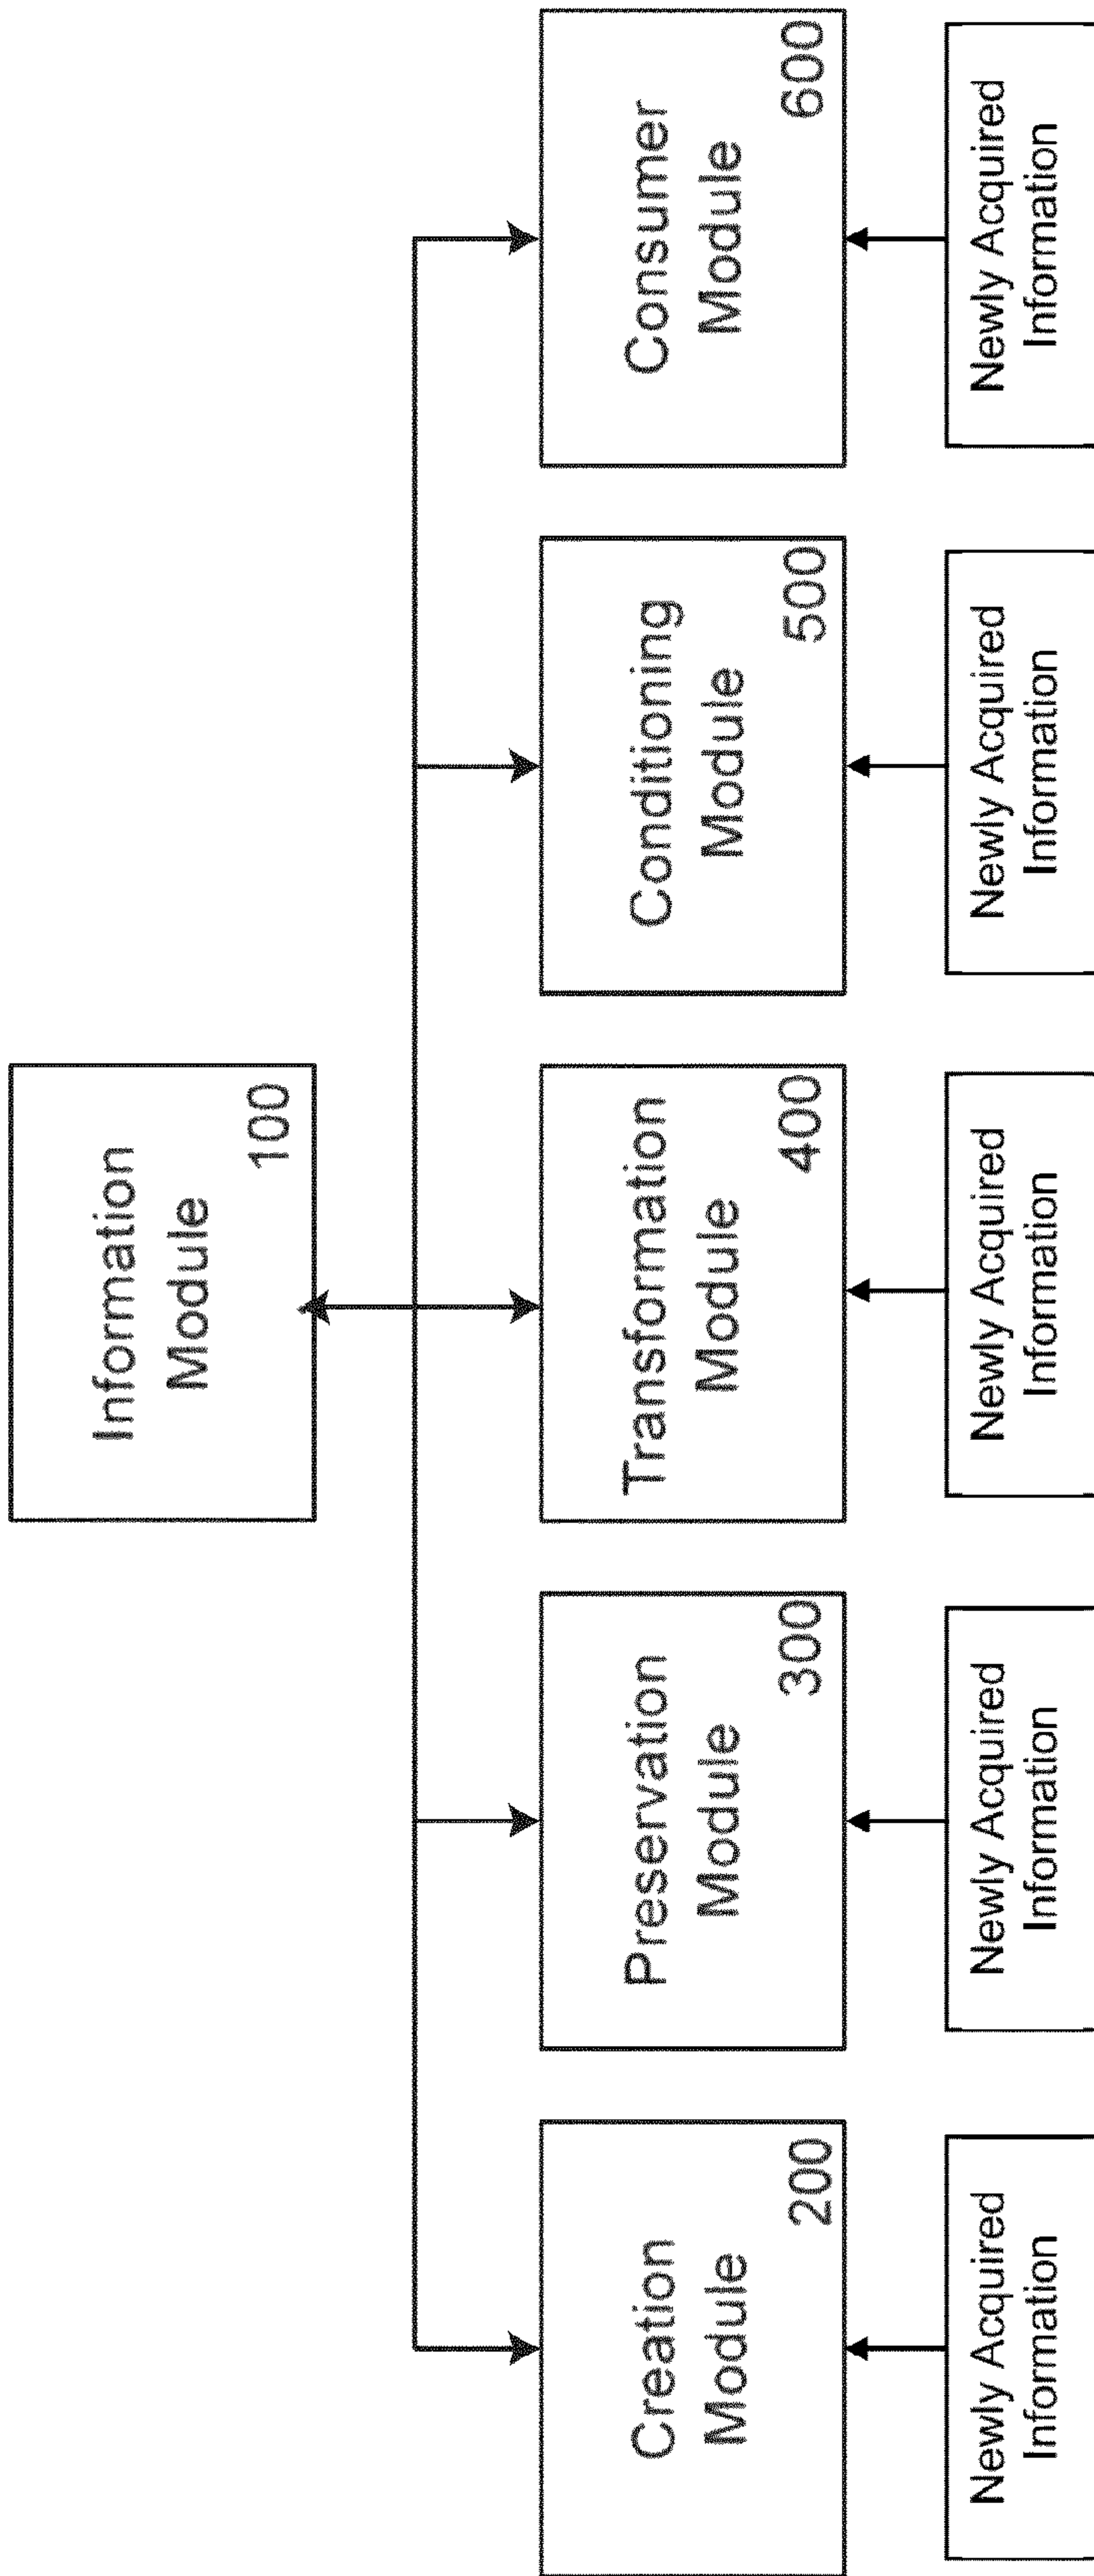 Information
Module
100
Creation
Module
200
Preservation
Module
300
Transformation
Module
400
Conditioning
Module
500
Consumer
Module
600
Newly Acquired
Information
Newly Acquired
Information
Newly Acquired
Information
Newly Acquired
Information
Newly Acquired
Information